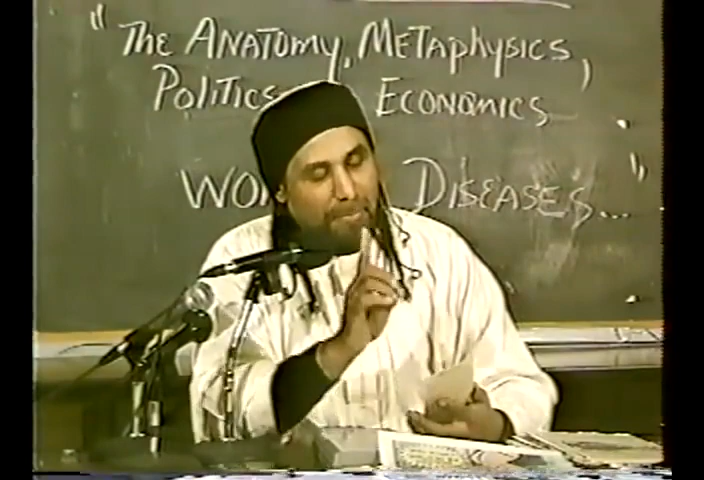 "The Anatomy, Metaphysics,
Politics Economics
Diseases..."